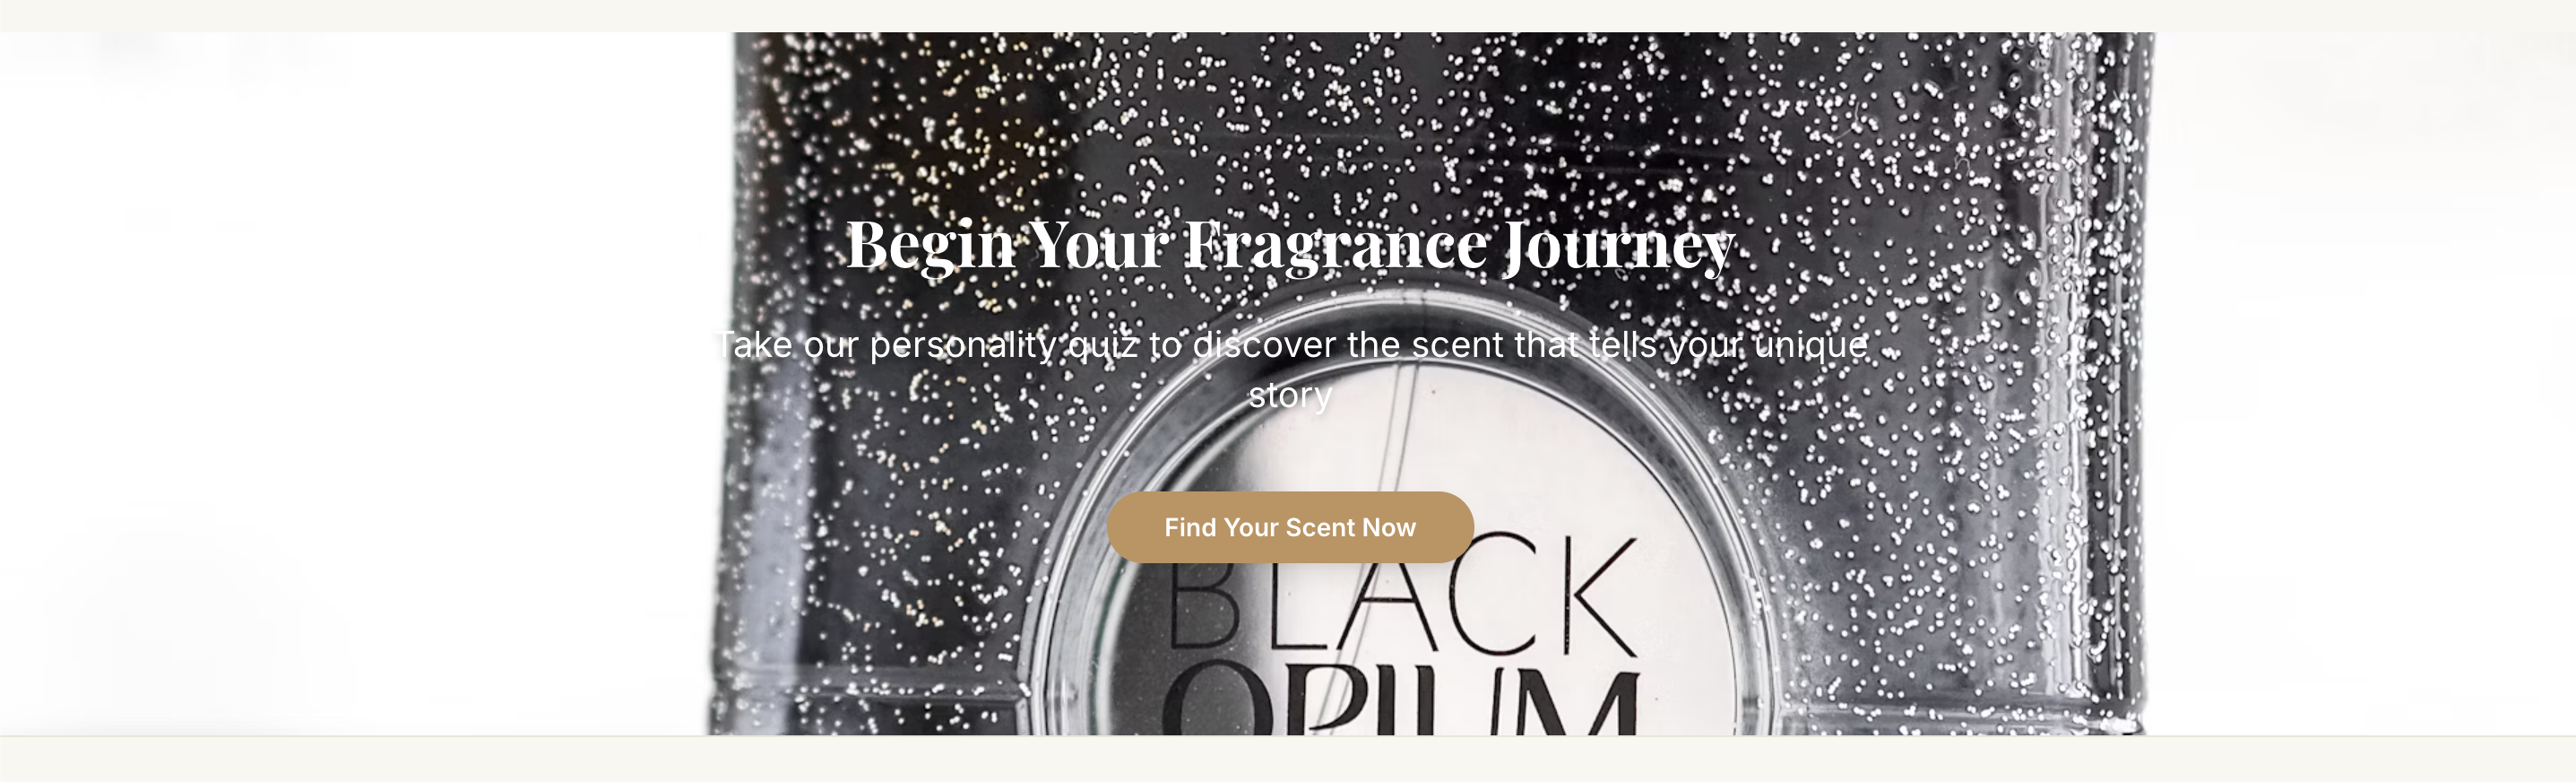 Begin Your Fragrance Journey
Take our personality quiz to discover the scent that tells your unique
story
Find Your Scent Now
BLACK
OPIUM